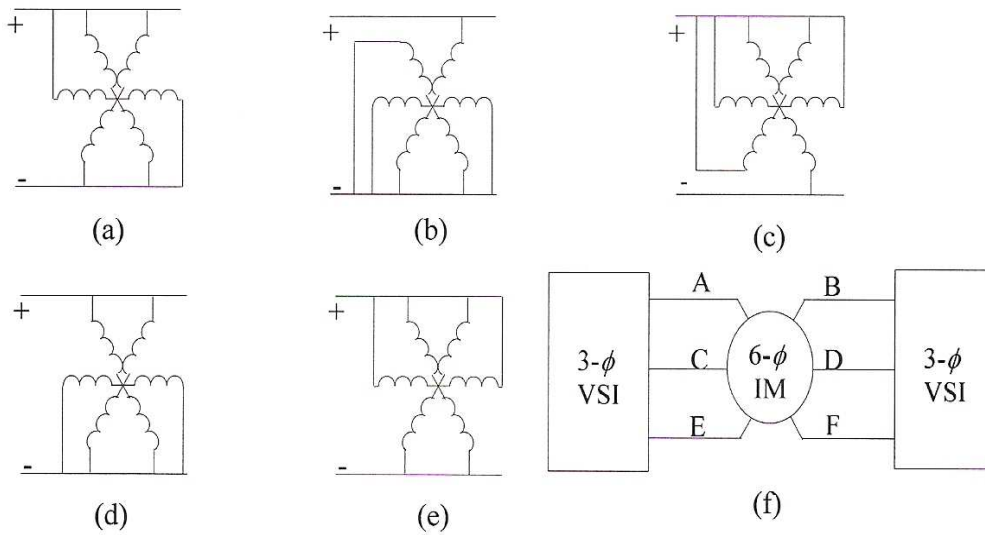 +
-
(a)
+
-
(b)
+
-
(c)
+
-
(d)
+
-
(e)
3-ϕ
VSI
A
C
E
6-ϕ
IM
B
D
F
3-ϕ
VSI
(f)